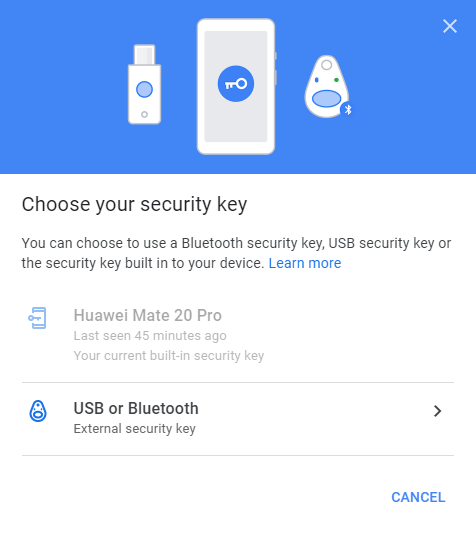 Choose your security key
You can choose to use a Bluetooth security key, USB security key or
the security key built in to your device. Learn more
Huawei Mate 20 Pro
Last seen 45 minutes ago
Your current built-in security key
USB or Bluetooth
External security key
CANCEL